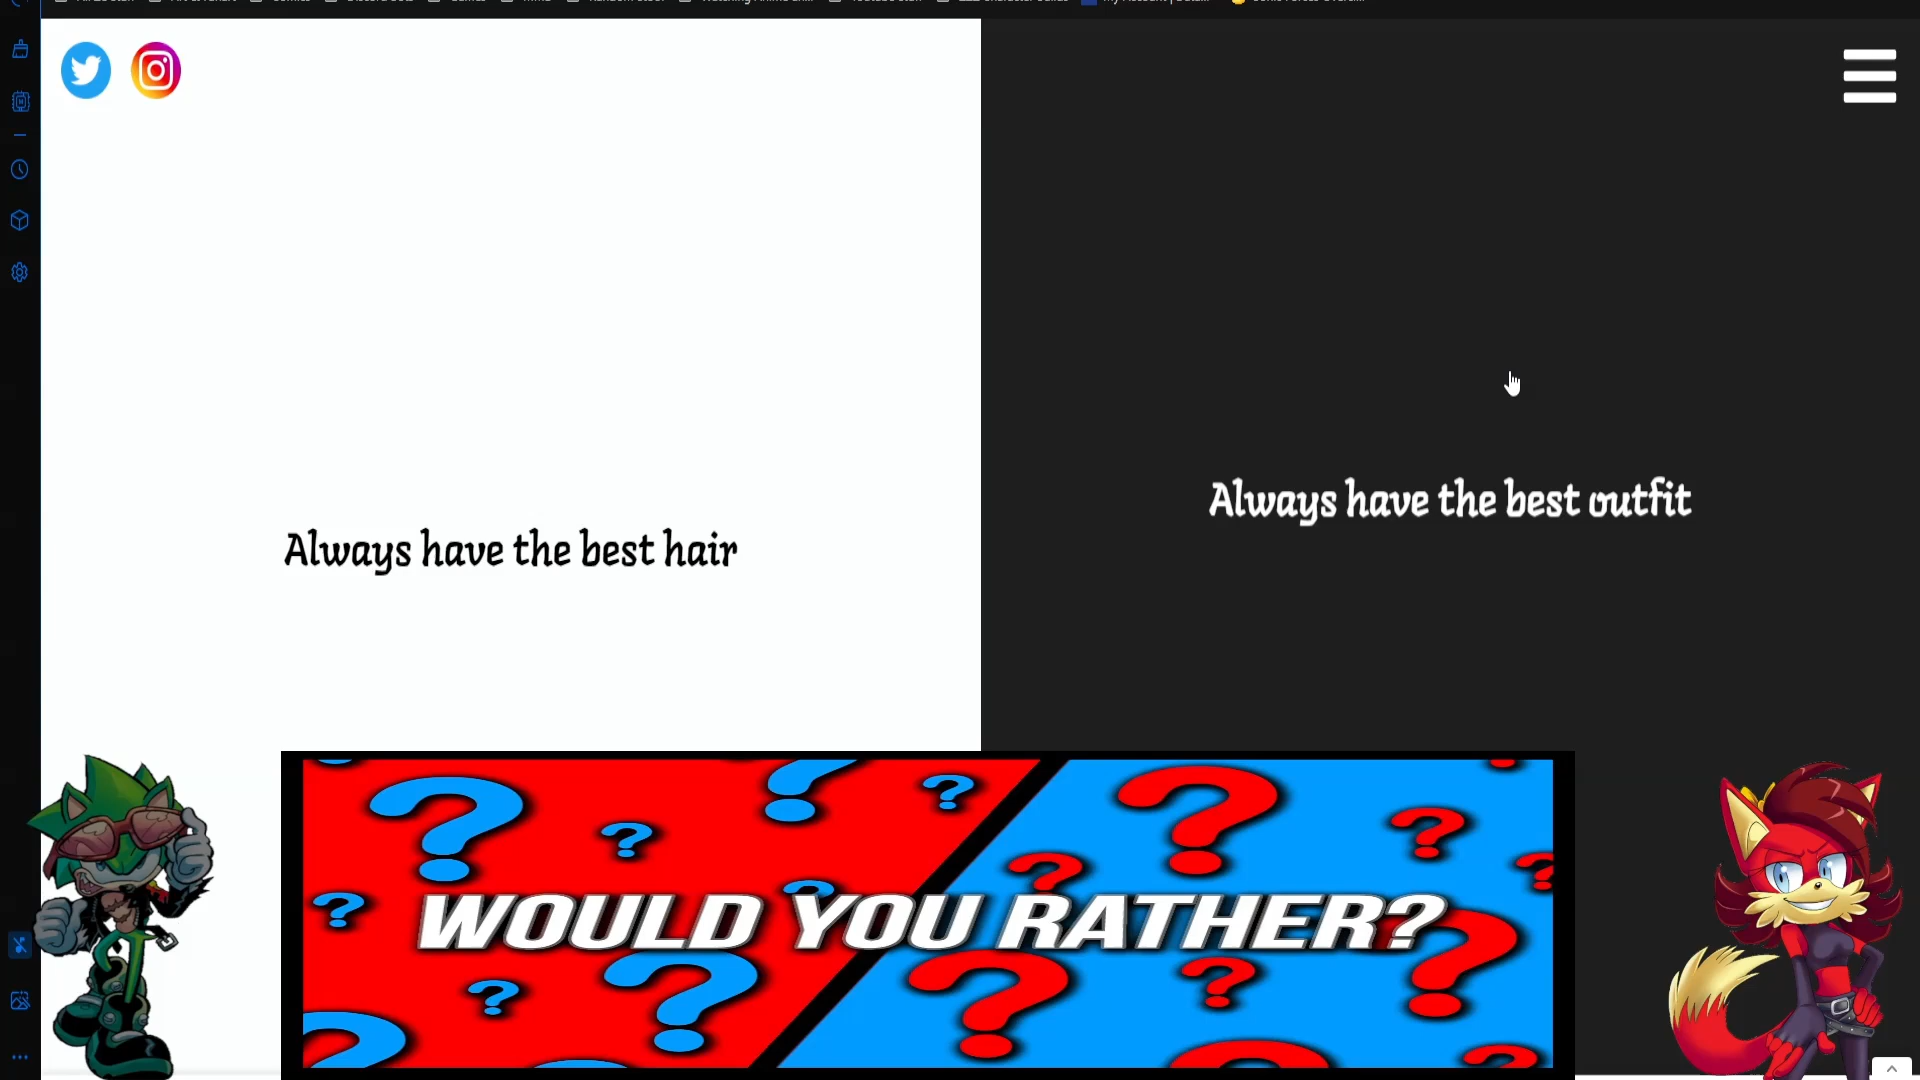 Always have the best hair
Always have the best outfit
WOULD YOU RATHER?